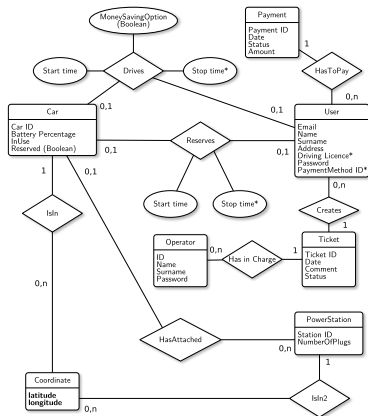 MoneySavingOption
(Boolean)
Payment
Payment ID
Date
Status
Amount
1
Start time
Drives
Stop time*
HasToPay
0,n
0,1
0,1
Car
Car ID
Battery Percentage
InUse
Reserved (Boolean)
User
Email
Name
Surname
Address
Driving Licence*
Password
PaymentMethod ID*
0,1
Reserves
0,1
1
0,1
0,n
IsIn
Start time
Stop time*
Creates
1
Operator
ID
Name
Surname
Password
0,n
Has in Charge
1
Ticket
Ticket ID
Date
Comment
Status
0,n
HasAttached
0,n
PowerStation
Station ID
NumberOfPlugs
1
Coordinate
latitude
longitude
0,n
IsIn2